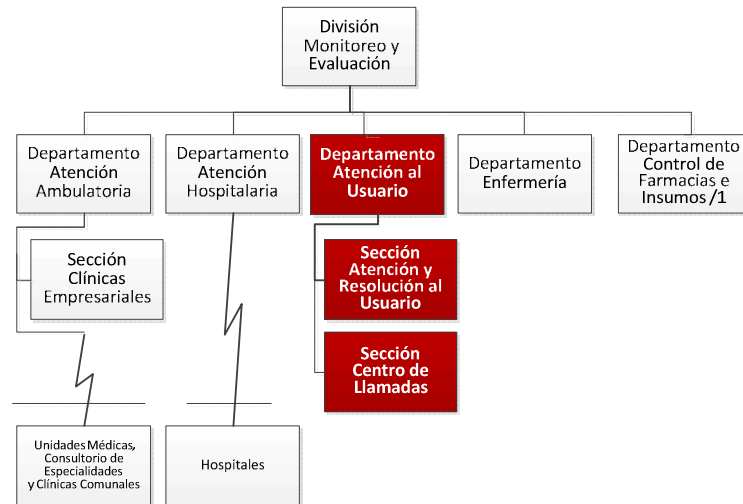 División
Monitoreo y
Evaluación
Departamento
Atención
Ambulatoria
Departamento
Atención
Hospitalaria
Departamento
Atención al
Usuario
Departamento
Enfermería
Departamento
Control de
Farmacias e
Insumos /1
Sección
Clínicas
Empresariales
Sección
Atención y
Resolución al
Usuario
Sección
Centro de
Llamadas
Unidades Médicas,
Consultorio de
Especialidades
y Clínicas Comunales
Hospitales